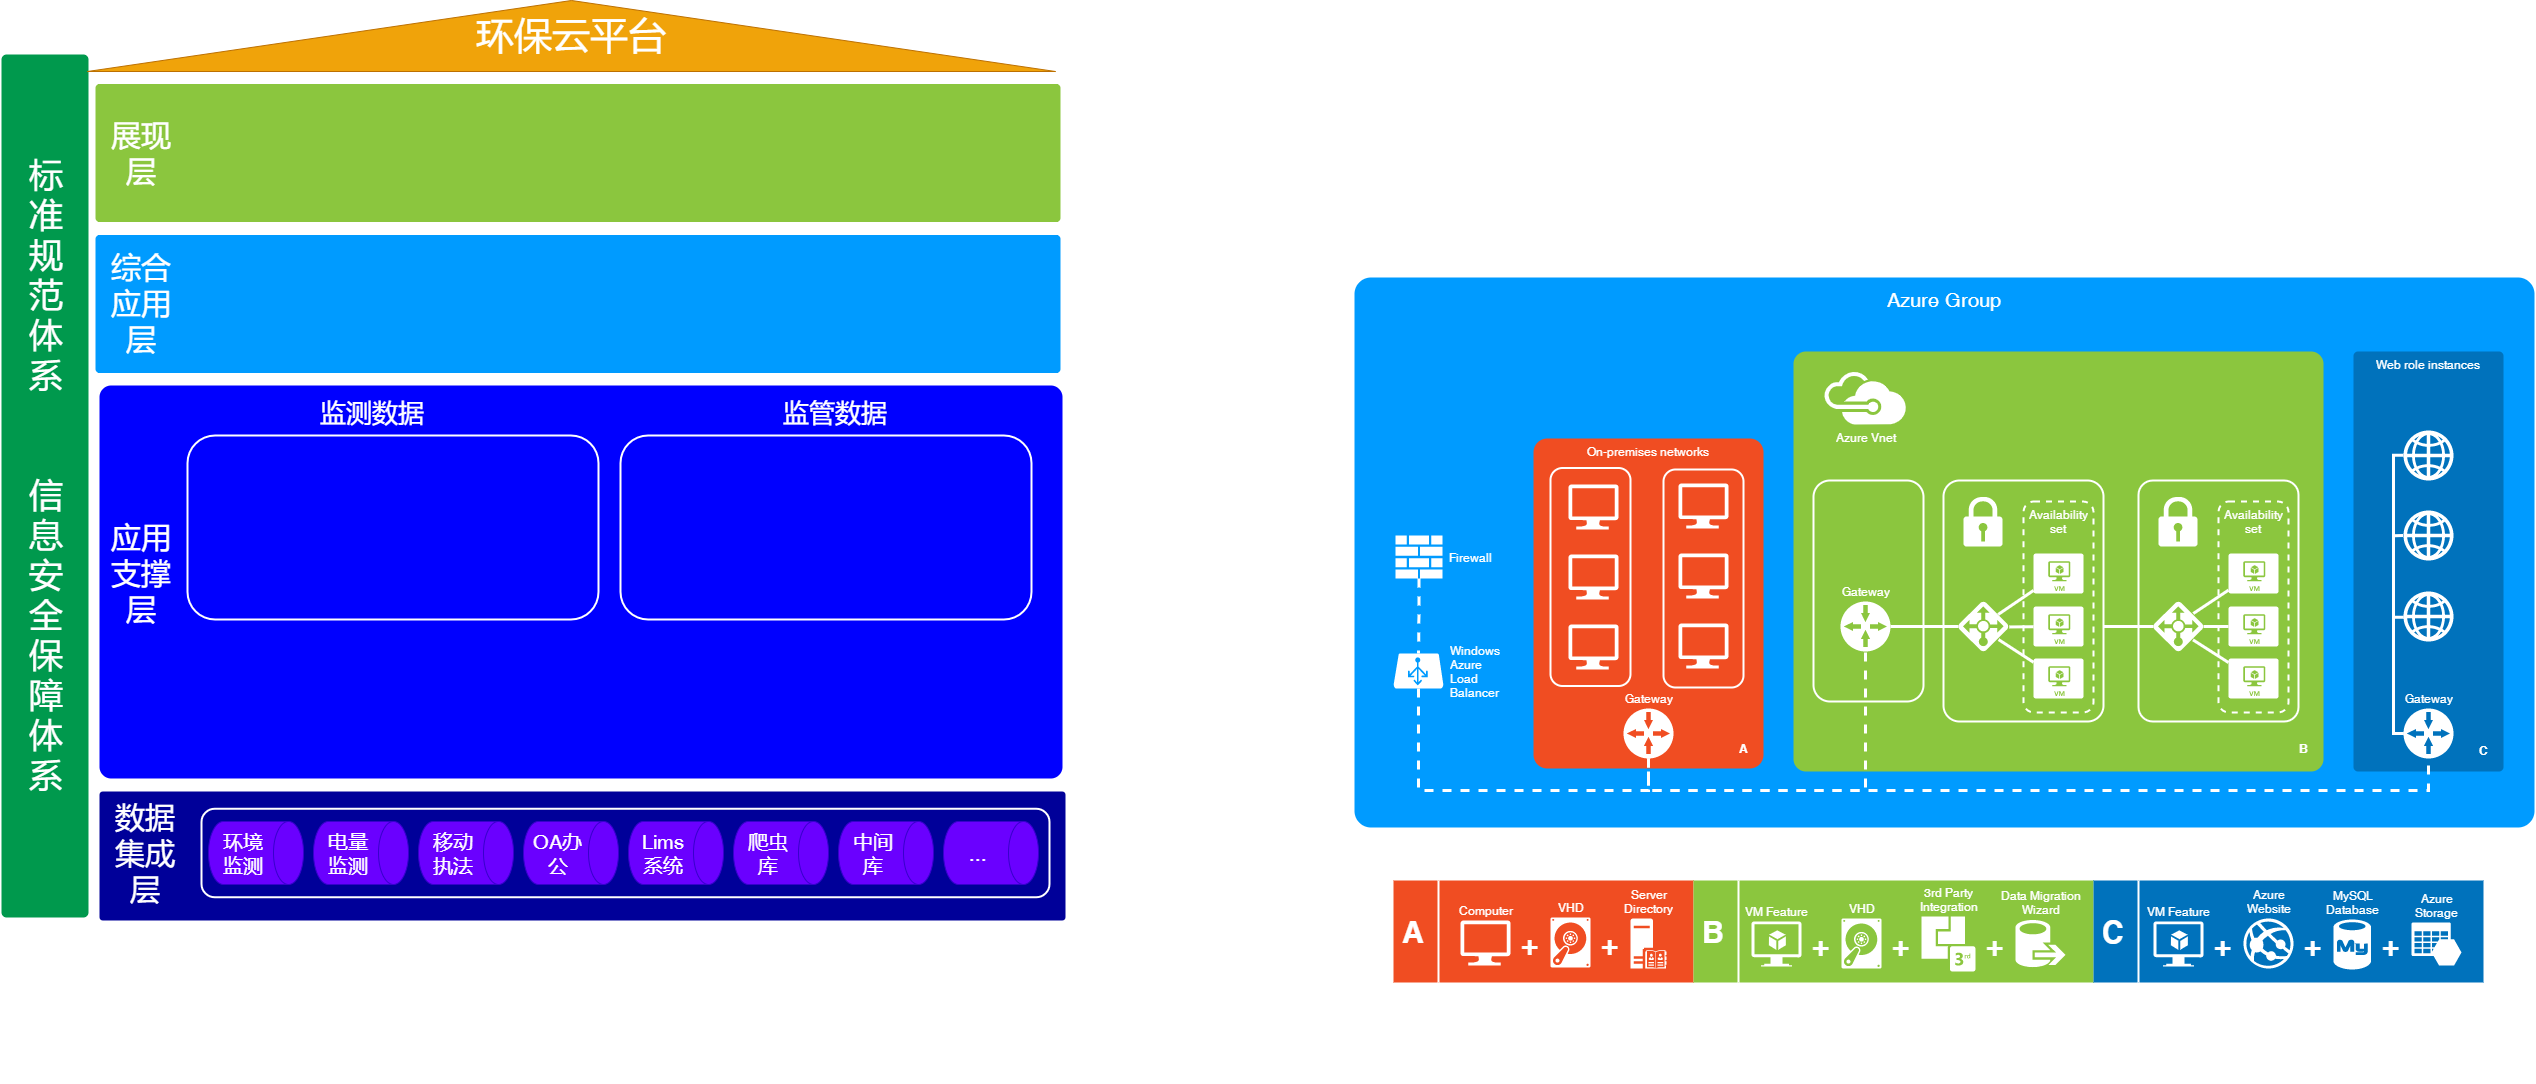 环保云平台
标准规范体系
信息安全保障体系
展现
层
综合
应用
层
监测数据
监管数据
应用
支撑
层
数据
集成
层
环境
监测
电量
监测
移动
执法
OA办
公
Lims
系统
爬虫
库
中间
库
...
Azure Group
Firewall
Windows
Azure
Load
Balancer
On-premises networks
Gateway
A
Azure Vnet
Gateway
Availability
set
VM
VM
VM
Availability
set
VM
VM
VM
B
Web role instances
Gateway
C
A
Computer
+
VHD
+
Server
Directory
B
VM Feature
+
VHD
+
3rd Party
Integration
3rd
+
Data Migration
Wizard
C
VM Feature
+
Azure
Website
+
MySQL
Database
My
+
Azure
Storage